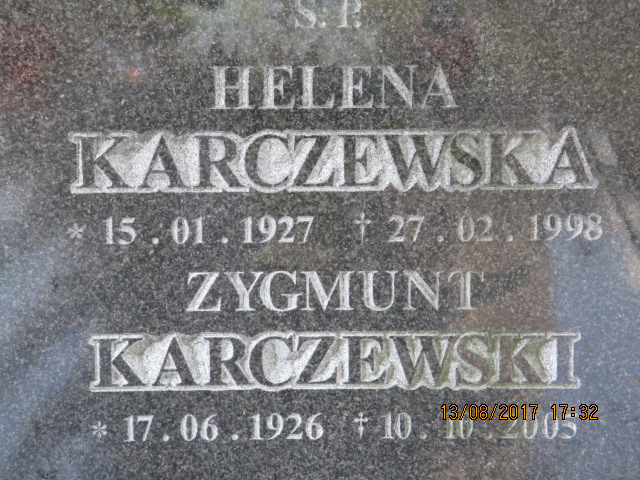 S.P.
HELENA
KARCZEWSKA
* 15.01.1927 † 27.02.1998
ZYGMUNT
KARCZEWSKI
* 17.06.1926 † 10.10.2005
13/08/2017 17:32